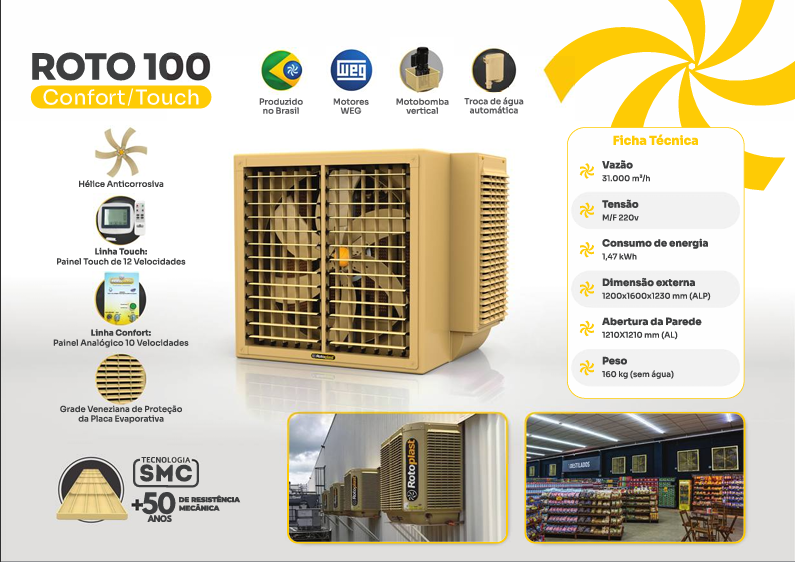 ROTO 100
Confort/Touch
Produzido
no Brasil
WEG
Motores
WEG
Motobomba
vertical
Troca de água
automática
Hélice Anticorrosiva
Linha Touch:
Painel Touch de 12 Velocidades
Linha Confort:
Painel Analógico 10 Velocidades
Grade Veneziana de Proteção
da Placa Evaporativa
TECNOLOGIA
SMC
+50
ANOS
DE RESISTÊNCIA
MECÂNICA
Rotoplast
Ficha Técnica
Vazão
31.000 m³/h
Tensão
M/F 220v
Consumo de energia
1,47 kWh
Dimensão externa
1200x1600x1230 mm (ALP)
Abertura da Parede
1210X1210 mm (AL)
Peso
160 kg (sem água)
Rotoplast
DESTILADOS